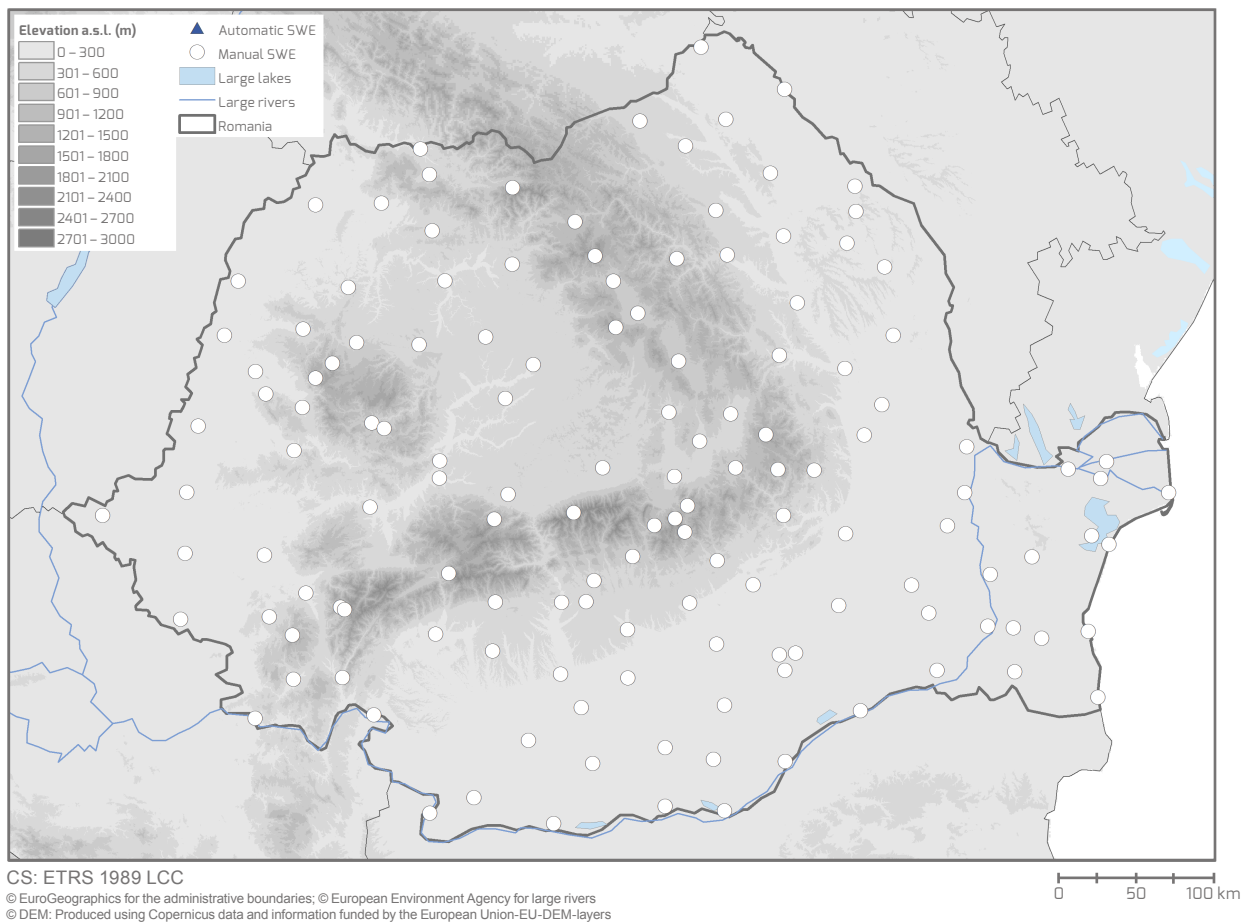 Elevation a.s.l. (m)
0 – 300
301 – 600
601 – 900
901 – 1200
1201 – 1500
1501 – 1800
1801 – 2100
2101 – 2400
2401 – 2700
2701 – 3000
Automatic SWE
Manual SWE
Large lakes
Large rivers
Romania
CS: ETRS 1989 LCC
© EuroGeographics for the administrative boundaries; © European Environment Agency for large rivers
© DEM: Produced using Copernicus data and information funded by the European Union-EU-DEM-layers
0 50 100 km